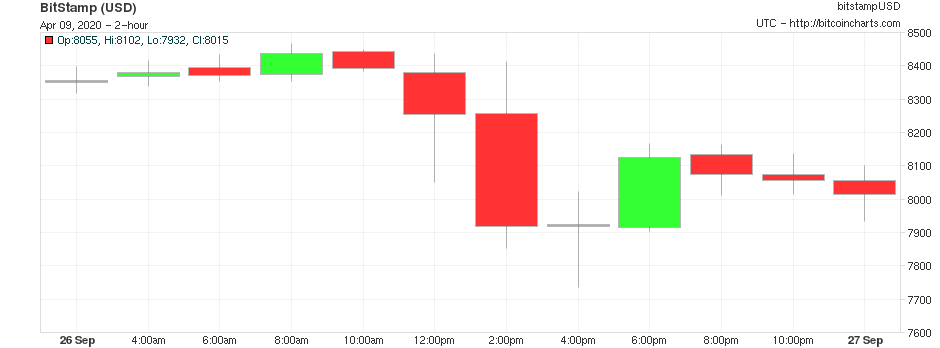 BitStamp (USD)
bitstampUSD
Apr 09, 2020 - 2-hour
UTC - http://bitcoincharts.com
Op:8055, Hi:8102, Lo:7932, Cl:8015
8500
8400
8300
8200
8100
8000
7900
7800
7700
7600
26 Sep 4:00am 6:00am 8:00am 10:00am 12:00pm 2:00pm 4:00pm 6:00pm 8:00pm 10:00pm 27 Sep